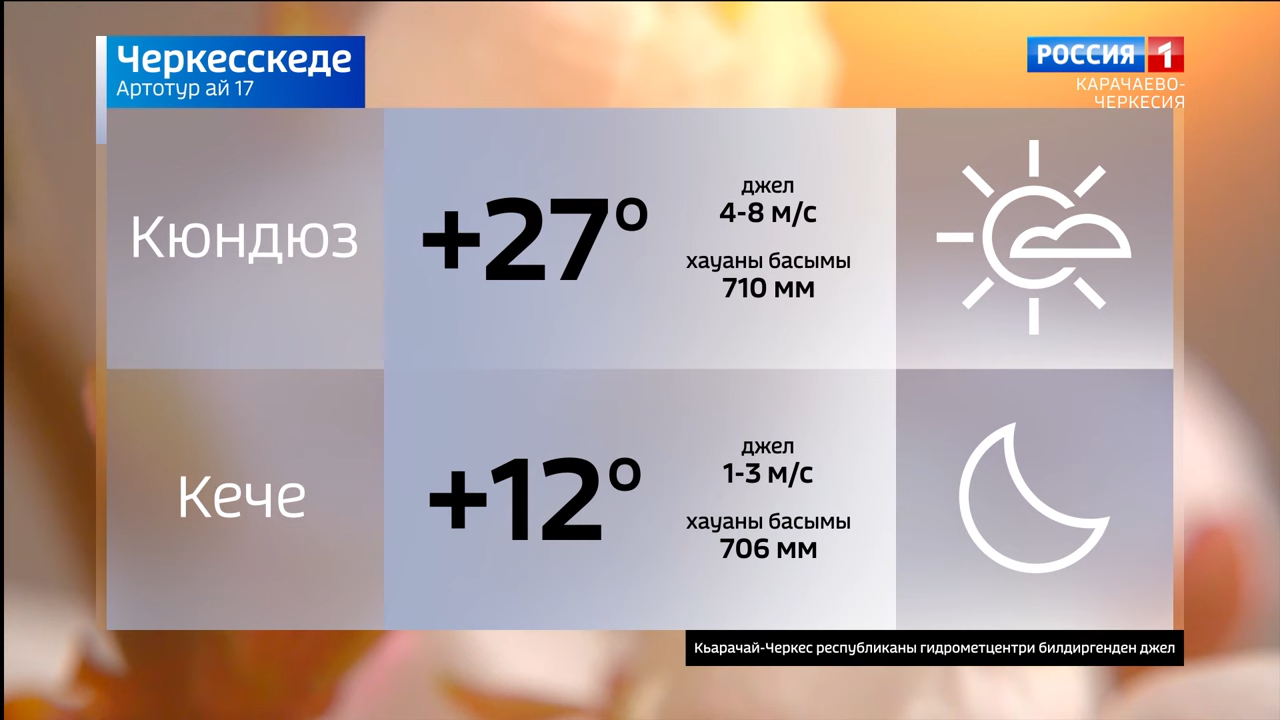 Черкесскеде
Артотур ай 17
РОССИЯ 1
КАРАЧАЕВО-
ЧЕРКЕСИЯ
Кюндюз
+27°
джел
4-8 м/с
хауаны басымы
710 мм
Кече
+12°
джел
1-3 м/с
хауаны басымы
706 мм
Кьарачай-Черкес республиканы гидрометцентри билдиргенден джел